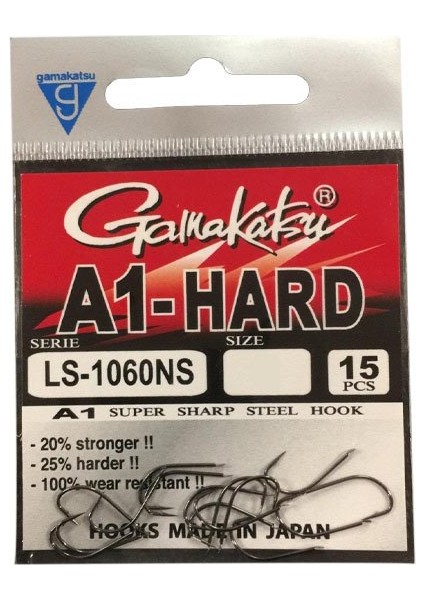 gamakatsu
g
Gamakatsu®
A1-HARD
SERIE SIZE
LS-1060NS 15
PCS
A1 SUPER SHARP STEEL HOOK
- 20% stronger !!
- 25% harder !!
- 100% wear resistant !!
HOOKS MADE IN JAPAN